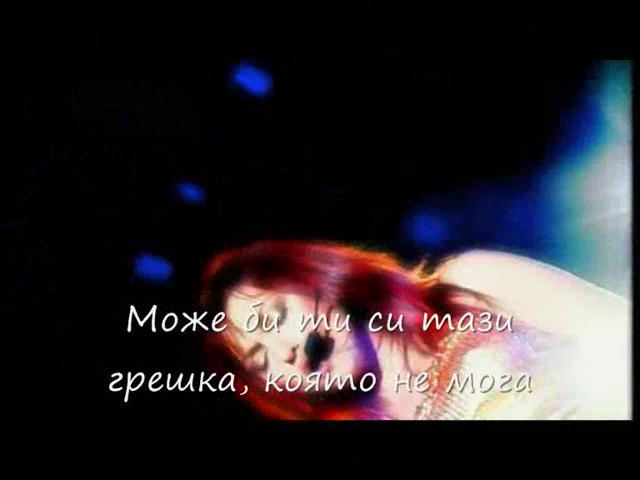 Може би ти си тази
грешка, която не мога